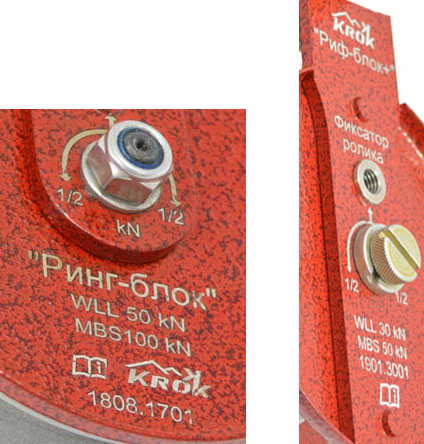 1/2 1/2
kN
"Ринг-блок"
WLL 50 kN
MBS100 kN
KROK
1808.1701
KROK
"Риф-блок+"
Фиксатор
ролика
1/2 1/2
WLL 30 kN
MBS 50 kN
1901.3001